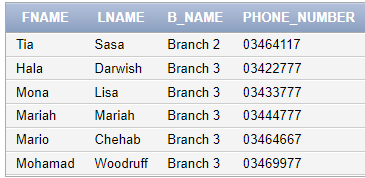 FNAME LNAME B_NAME PHONE_NUMBER
Tia Sasa Branch 2 03464117
Hala Darwish Branch 3 03422777
Mona Lisa Branch 3 03433777
Mariah Mariah Branch 3 03444777
Mario Chehab Branch 3 03464667
Mohamad Woodruff Branch 3 03469977